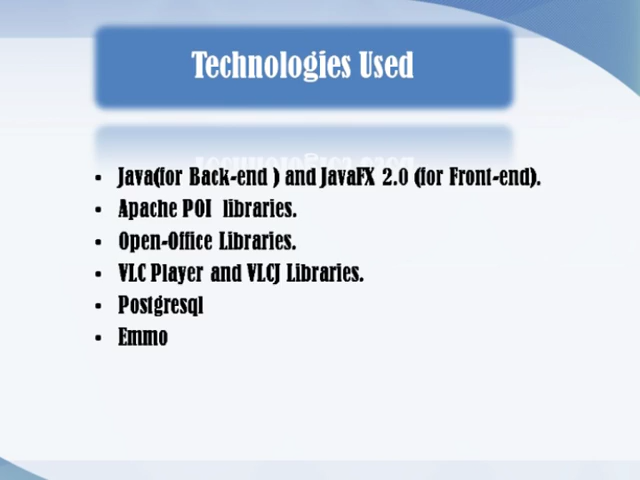 Technologies Used
• Java(for Back-end ) and JavaFX 2.0 (for Front-end).
• Apache POI libraries.
• Open-Office Libraries.
• VLC Player and VLCJ Libraries.
• Postgresql
• Emmo